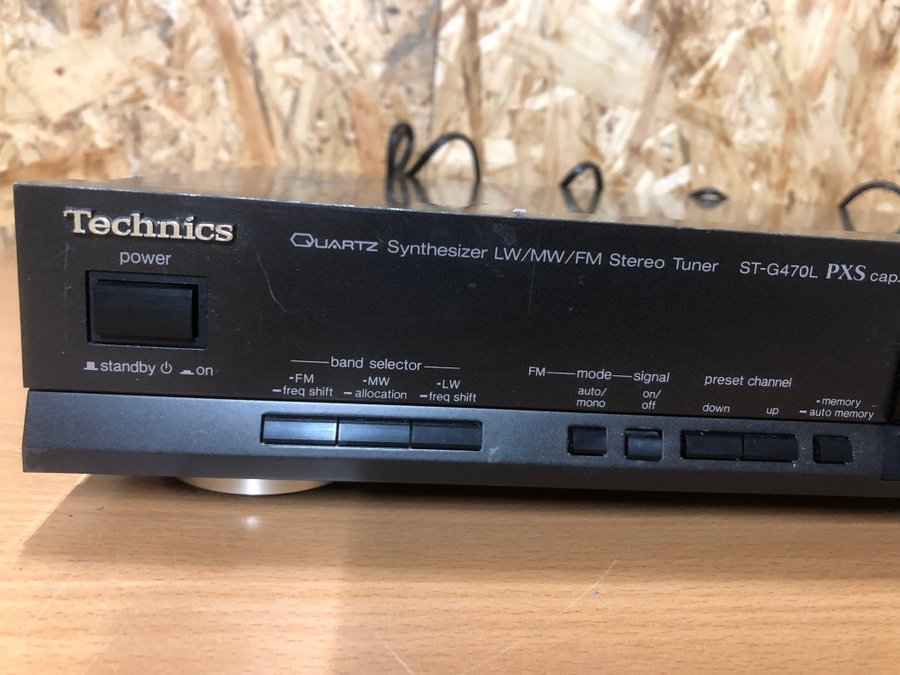 Technics
power
standby on
QUARTZ Synthesizer LW/MW/FM Stereo Tuner ST-G470L PXS cap.
band selector
-FM -MW -LW
freq shift allocation freq shift
FM mode signal
auto/ on/
mono off
preset channel
down up
-memory
auto memory